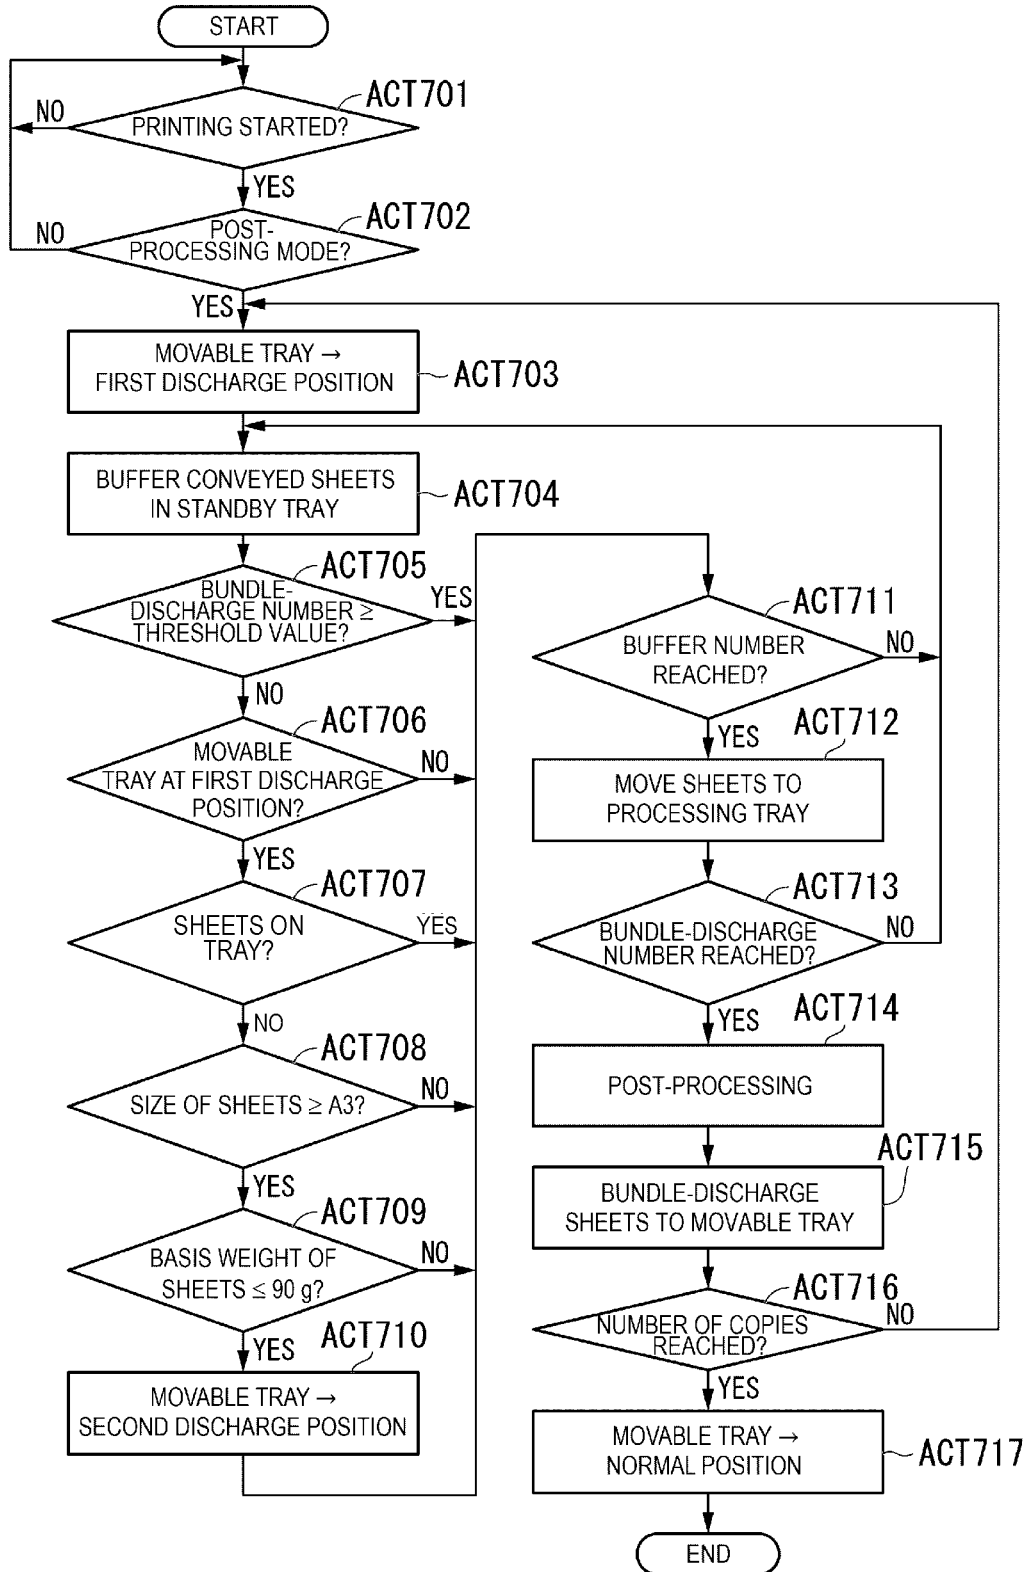 START
ACT701
NO
PRINTING STARTED?
YES
ACT702
NO
POST-
PROCESSING MODE?
YES
MOVABLE TRAY →
FIRST DISCHARGE POSITION
ACT703
BUFFER CONVEYED SHEETS
IN STANDBY TRAY
ACT704
ACT705
BUNDLE-
DISCHARGE NUMBER ≥
THRESHOLD VALUE?
YES
NO
ACT706
MOVABLE
TRAY AT FIRST DISCHARGE
POSITION?
NO
YES
ACT707
SHEETS ON
TRAY?
YES
NO
ACT708
SIZE OF SHEETS ≥ A3?
NO
YES
ACT709
BASIS WEIGHT OF
SHEETS ≤ 90 g?
NO
YES
ACT710
MOVABLE TRAY →
SECOND DISCHARGE POSITION
ACT711
BUFFER NUMBER
REACHED?
NO
YES
ACT712
MOVE SHEETS TO
PROCESSING TRAY
ACT713
BUNDLE-DISCHARGE
NUMBER REACHED?
NO
YES
ACT714
POST-PROCESSING
ACT715
BUNDLE-DISCHARGE
SHEETS TO MOVABLE TRAY
ACT716
NUMBER OF COPIES
REACHED?
NO
YES
MOVABLE TRAY →
NORMAL POSITION
ACT717
END